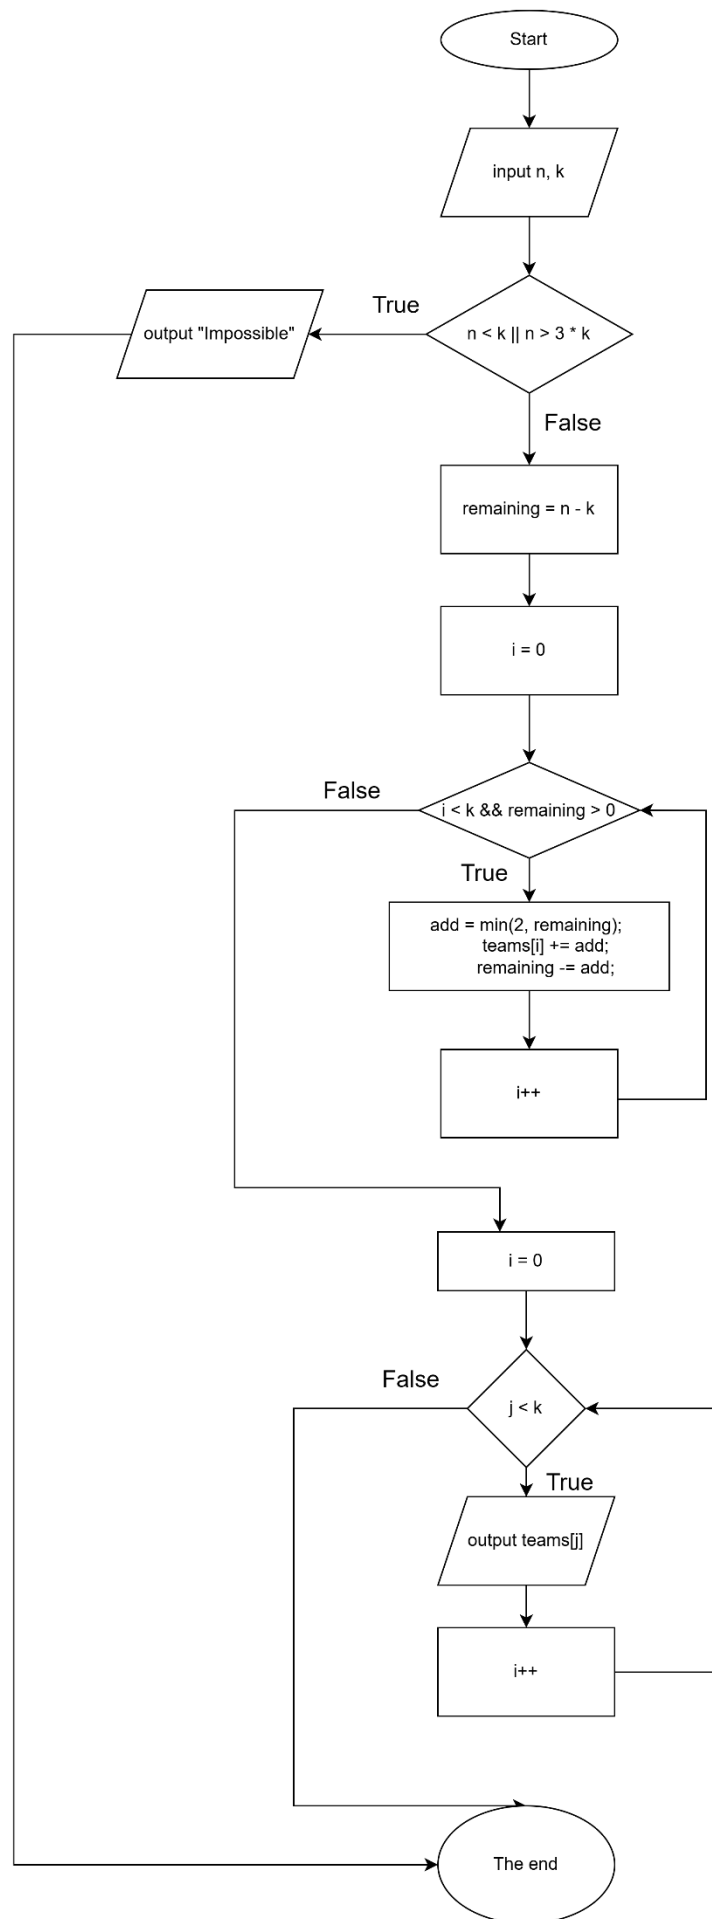 Start
input n, k
True
output "Impossible"
n < k || n > 3 * k
False
remaining = n - k
i = 0
False
i < k && remaining > 0
True
add = min(2, remaining);
teams[i] += add;
remaining -= add;
i++
i = 0
False
j < k
True
output teams[j]
i++
The end